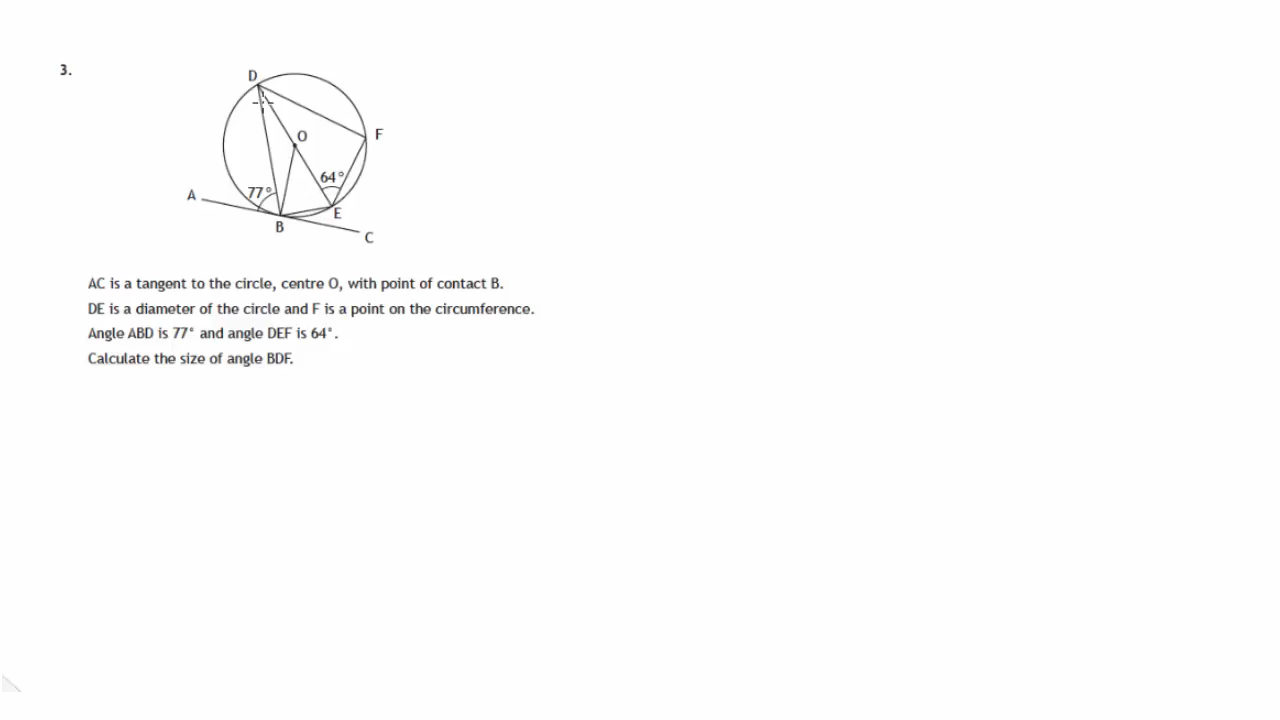 3.
D
O
F
64°
A
77°
E
B
C
AC is a tangent to the circle, centre O, with point of contact B.
DE is a diameter of the circle and F is a point on the circumference.
Angle ABD is 77° and angle DEF is 64°.
Calculate the size of angle BDF.